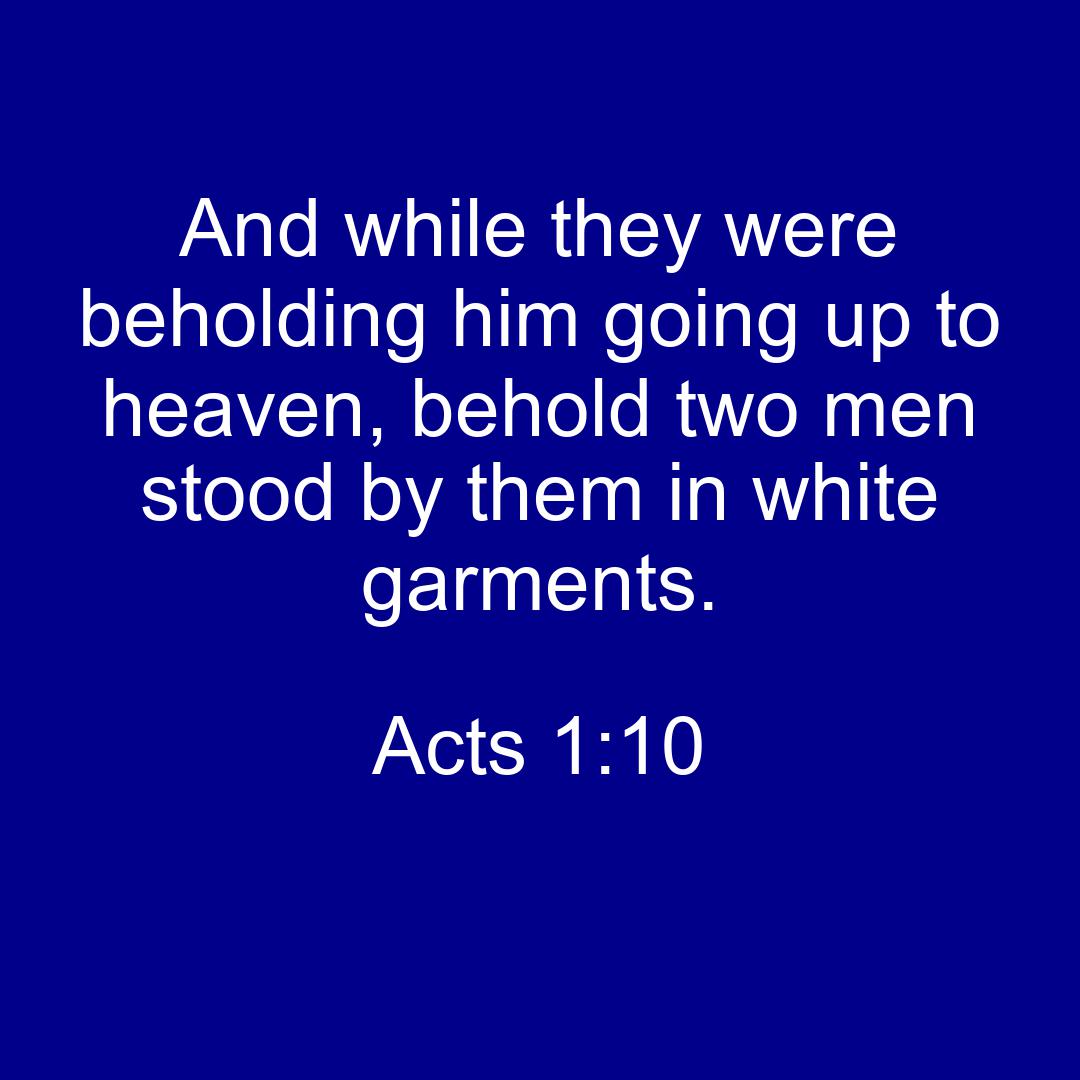 And while they were
beholding him going up to
heaven, behold two men
stood by them in white
garments.
Acts 1:10